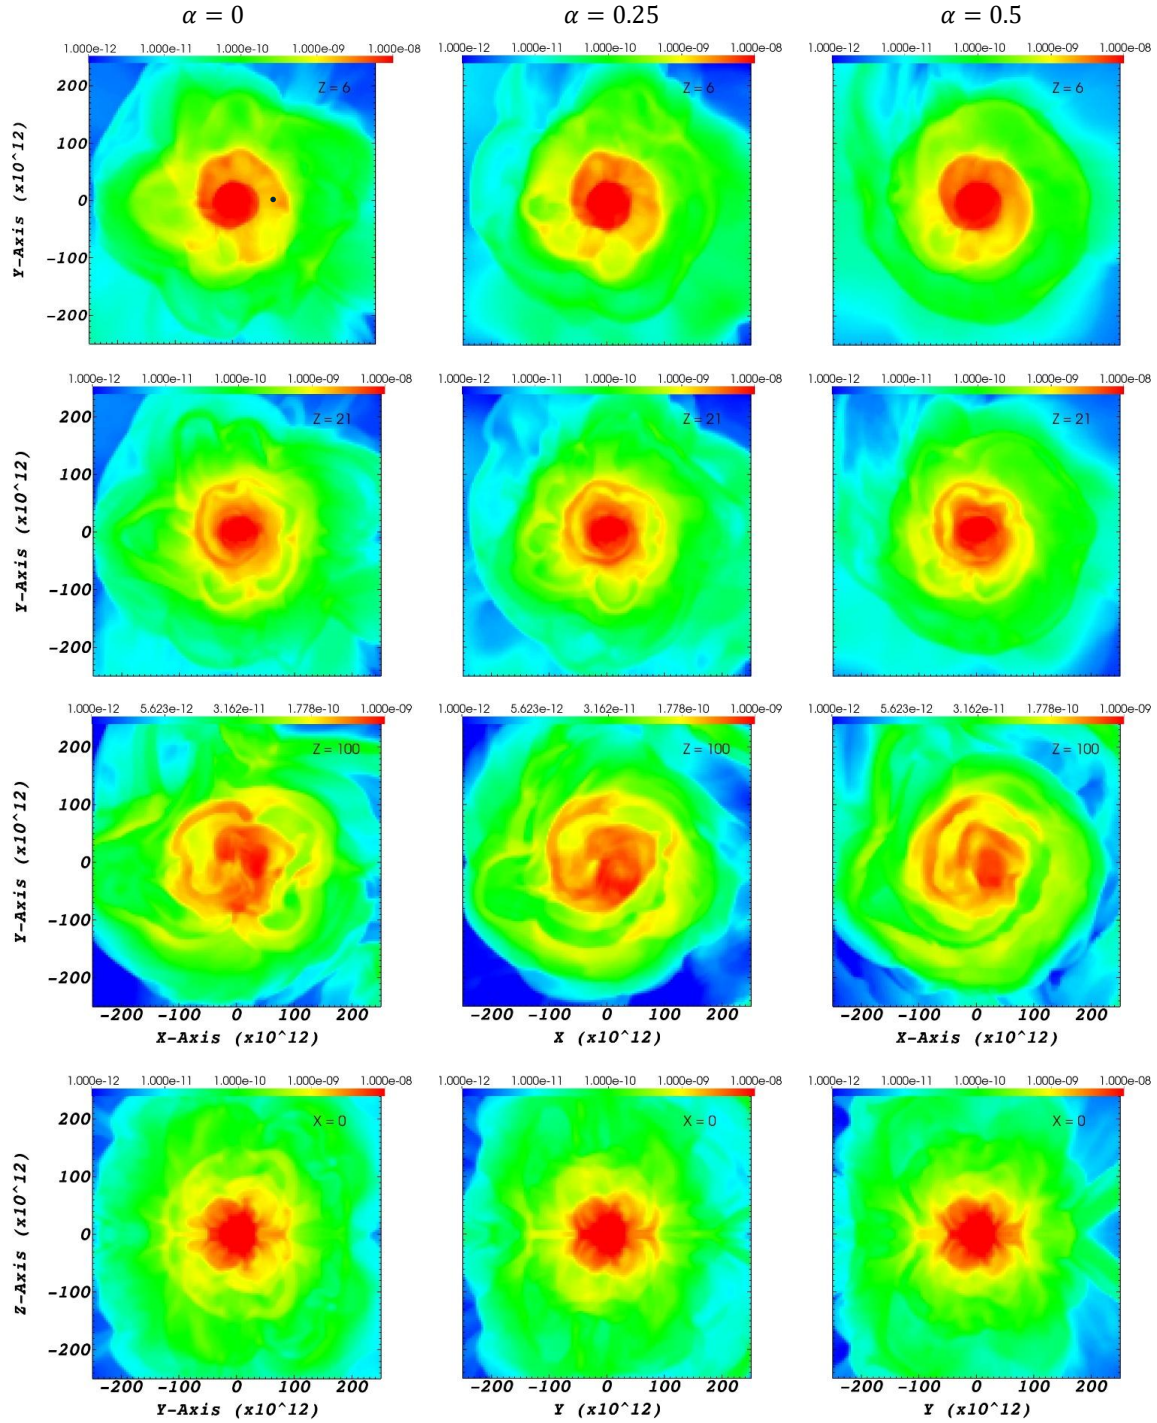 α = 0 α = 0.25 α = 0.5
1.000e-12 1.000e-11 1.000e-10 1.000e-09 1.000e-08 1.000e-12 1.000e-11 1.000e-10 1.000e-09 1.000e-08 1.000e-12 1.000e-11 1.000e-10 1.000e-09 1.000e-08
Z = 6 Z = 6 Z = 6
200
100
0
-100
-200
Y-Axis (x10^12)
1.000e-12 1.000e-11 1.000e-10 1.000e-09 1.000e-08 1.000e-12 1.000e-11 1.000e-10 1.000e-09 1.000e-08 1.000e-12 1.000e-11 1.000e-10 1.000e-09 1.000e-08
Z = 21 Z = 21 Z = 21
200
100
0
-100
-200
Y-Axis (x10^12)
1.000e-12 5.623e-12 3.162e-11 1.778e-10 1.000e-09 1.000e-12 5.623e-12 3.162e-11 1.778e-10 1.000e-09 1.000e-12 5.623e-12 3.162e-11 1.778e-10 1.000e-09
Z = 100 Z = 100 Z = 100
200
100
0
-100
-200
Y-Axis (x10^12)
-200 -100 0 100 200 -200 -100 0 100 200 -200 -100 0 100 200
X-Axis (x10^12) X (x10^12) X-Axis (x10^12)
1.000e-12 1.000e-11 1.000e-10 1.000e-09 1.000e-08 1.000e-12 1.000e-11 1.000e-10 1.000e-09 1.000e-08 1.000e-12 1.000e-11 1.000e-10 1.000e-09 1.000e-08
X = 0 X = 0 X = 0
200
100
0
-100
-200
Z-Axis (x10^12)
-200 -100 0 100 200 -200 -100 0 100 200 -200 -100 0 100 200
Y-Axis (x10^12) Y (x10^12) Y (x10^12)